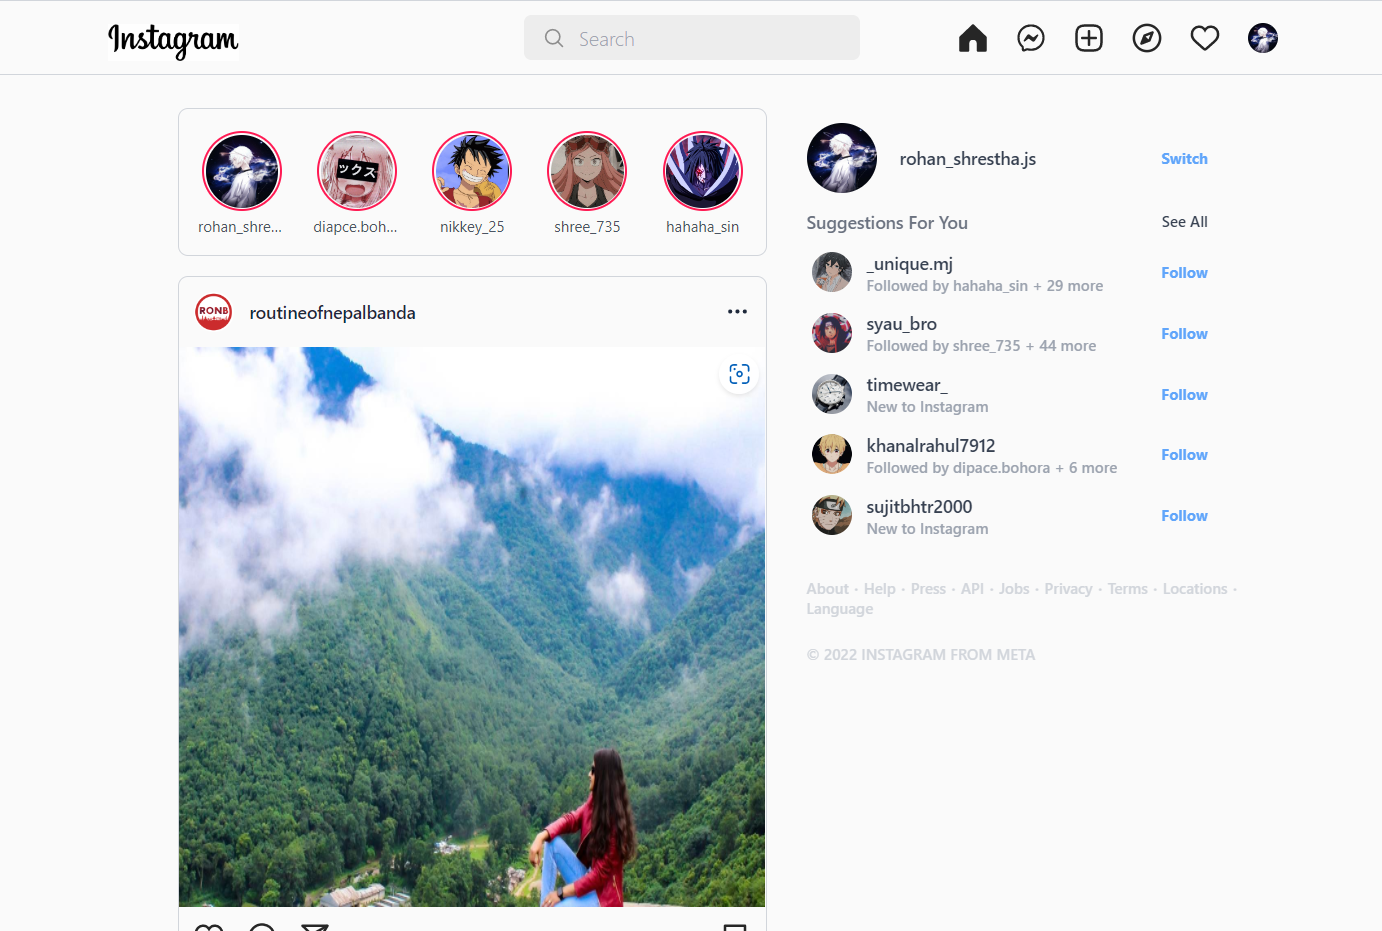 Instagram
Search
rohan_shre...
diapce.boh...
nikkey_25
shree_735
hahaha_sin
ックス
RONB
routineofnepalbanda
rohan_shrestha.js
Switch
Suggestions For You
See All
_unique.mj
Followed by hahaha_sin + 29 more
Follow
syau_bro
Followed by shree_735 + 44 more
Follow
timewear_
New to Instagram
Follow
khanalrahul7912
Followed by dipace.bohora + 6 more
Follow
sujitbhtr2000
New to Instagram
Follow
About · Help · Press · API · Jobs · Privacy · Terms · Locations ·
Language
© 2022 INSTAGRAM FROM META